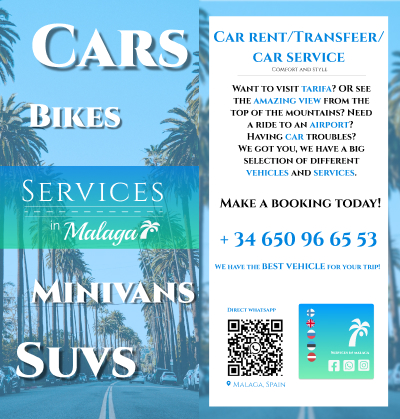 Cars
Bikes
Services
in Malaga
Minivans
Suvs
Car rent/Transfeer/
car service
Comfort and style
Want to visit tarifa? OR see
the amazing view from the
top of the mountains? Need
a ride to an airport?
Having car troubles?
We got you, we have a big
selection of different
vehicles and services.
Make a booking today!
+ 34 650 96 65 53
we have the best vehicle for your trip!
Direct whatsapp
Malaga, Spain
Services in malaga